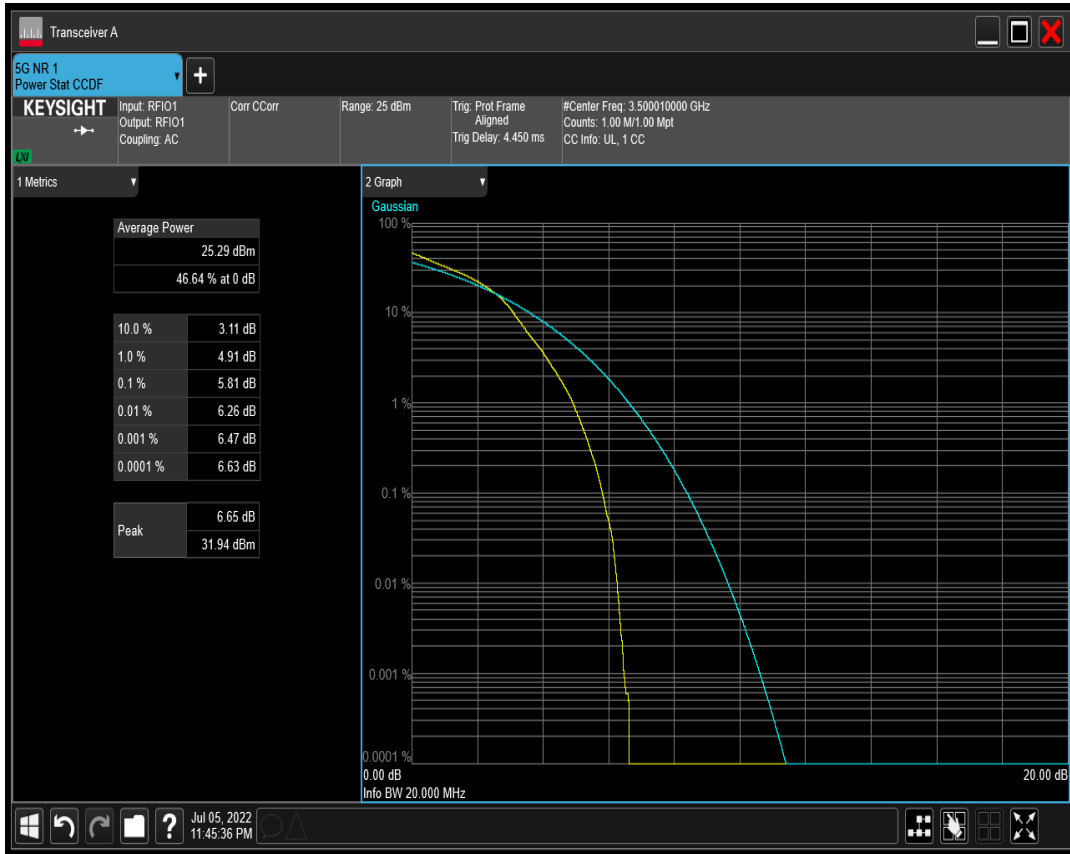 Transceiver A
5G NR 1
Power Stat CCDF
+
KEYSIGHT
LXI
Input: RFIO1
Output: RFIO1
Coupling: AC
Corr CCorr
Range: 25 dBm
Trig: Prot Frame
Aligned
Trig Delay: 4.450 ms
#Center Freq: 3.500010000 GHz
Counts: 1.00 M/1.00 Mpt
CC Info: UL, 1 CC
1 Metrics
Average Power
25.29 dBm
46.64 % at 0 dB
10.0 % 3.11 dB
1.0 % 4.91 dB
0.1 % 5.81 dB
0.01 % 6.26 dB
0.001 % 6.47 dB
0.0001 % 6.63 dB
Peak
6.65 dB
31.94 dBm
2 Graph
Gaussian
100 %
10 %
1 %
0.1 %
0.01 %
0.001 %
0.0001 %
0.00 dB 20.00 dB
Info BW 20.000 MHz
?
Jul 05, 2022
11:45:36 PM